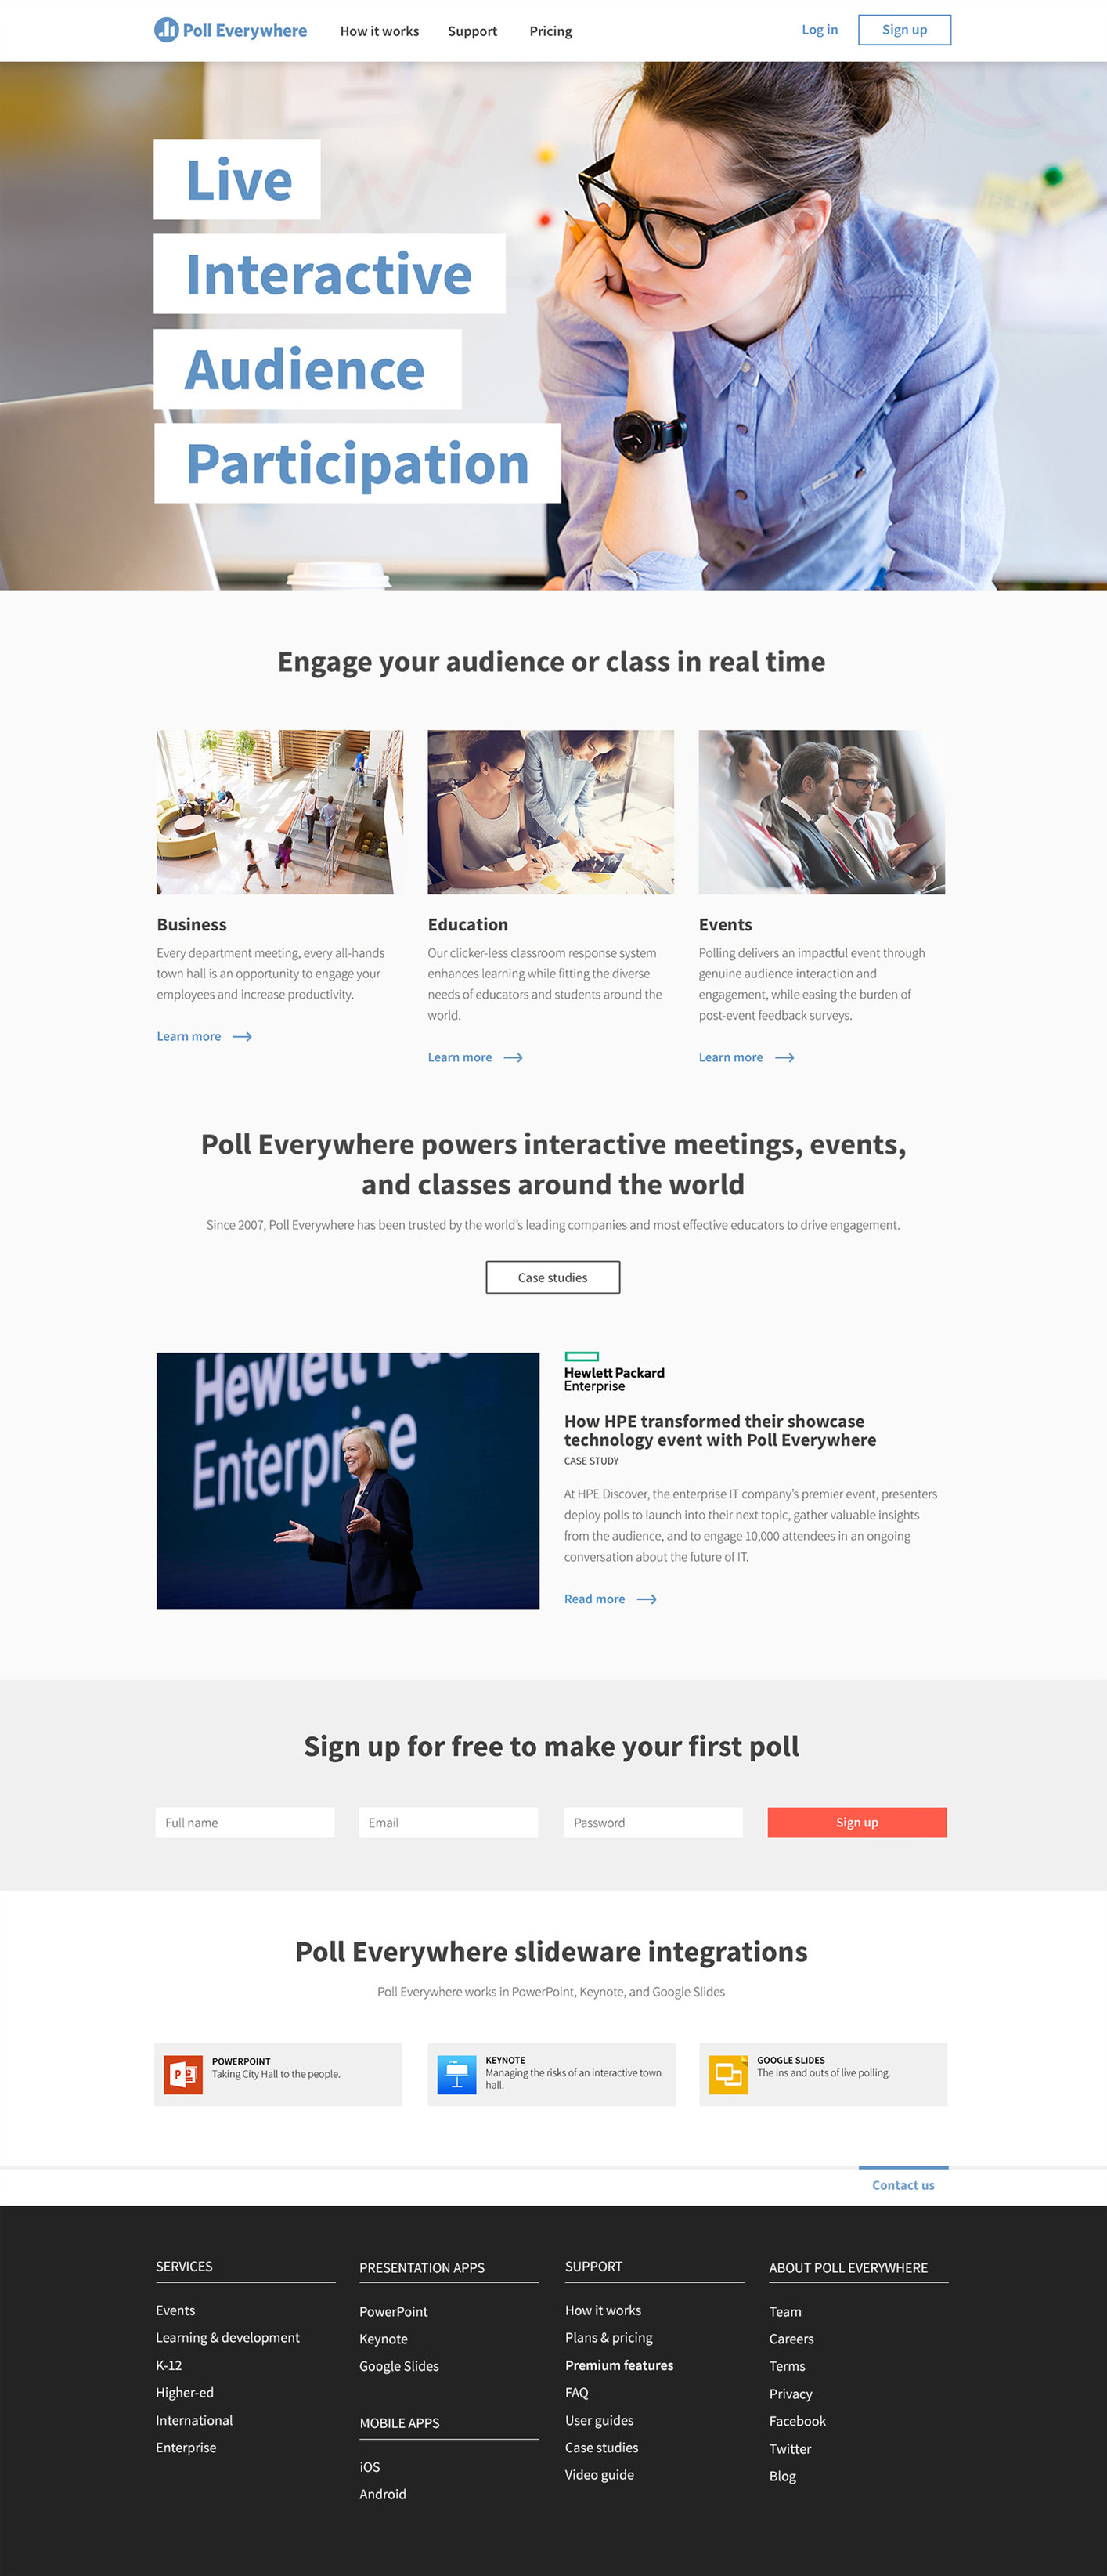 Poll Everywhere
How it works
Support
Pricing
Log in
Sign up
Live
Interactive
Audience
Participation
Engage your audience or class in real time
Business
Every department meeting, every all-hands
town hall is an opportunity to engage your
employees and increase productivity.
Learn more
Education
Our clicker-less classroom response system
enhances learning while fitting the diverse
needs of educators and students around the
world.
Learn more
Events
Polling delivers an impactful event through
genuine audience interaction and
engagement, while easing the burden of
post-event feedback surveys.
Learn more
Poll Everywhere powers interactive meetings, events,
and classes around the world
Since 2007, Poll Everywhere has been trusted by the world's leading companies and most effective educators to drive engagement.
Case studies
Hewlett Pac
Enterprise
Hewlett Packard
Enterprise
How HPE transformed their showcase
technology event with Poll Everywhere
CASE STUDY
At HPE Discover, the enterprise IT company's premier event, presenters
deploy polls to launch into their next topic, gather valuable insights
from the audience, and to engage 10,000 attendees in an ongoing
conversation about the future of IT.
Read more
Sign up for free to make your first poll
Full name
Email
Password
Sign up
Poll Everywhere slideware integrations
Poll Everywhere works in PowerPoint, Keynote, and Google Slides
P
POWERPOINT
Taking City Hall to the people.
KEYNOTE
Managing the risks of an interactive town
hall.
GOOGLE SLIDES
The ins and outs of live polling.
Contact us
SERVICES
Events
Learning & development
K-12
Higher-ed
International
Enterprise
PRESENTATION APPS
PowerPoint
Keynote
Google Slides
MOBILE APPS
iOS
Android
SUPPORT
How it works
Plans & pricing
Premium features
FAQ
User guides
Case studies
Video guide
ABOUT POLL EVERYWHERE
Team
Careers
Terms
Privacy
Facebook
Twitter
Blog